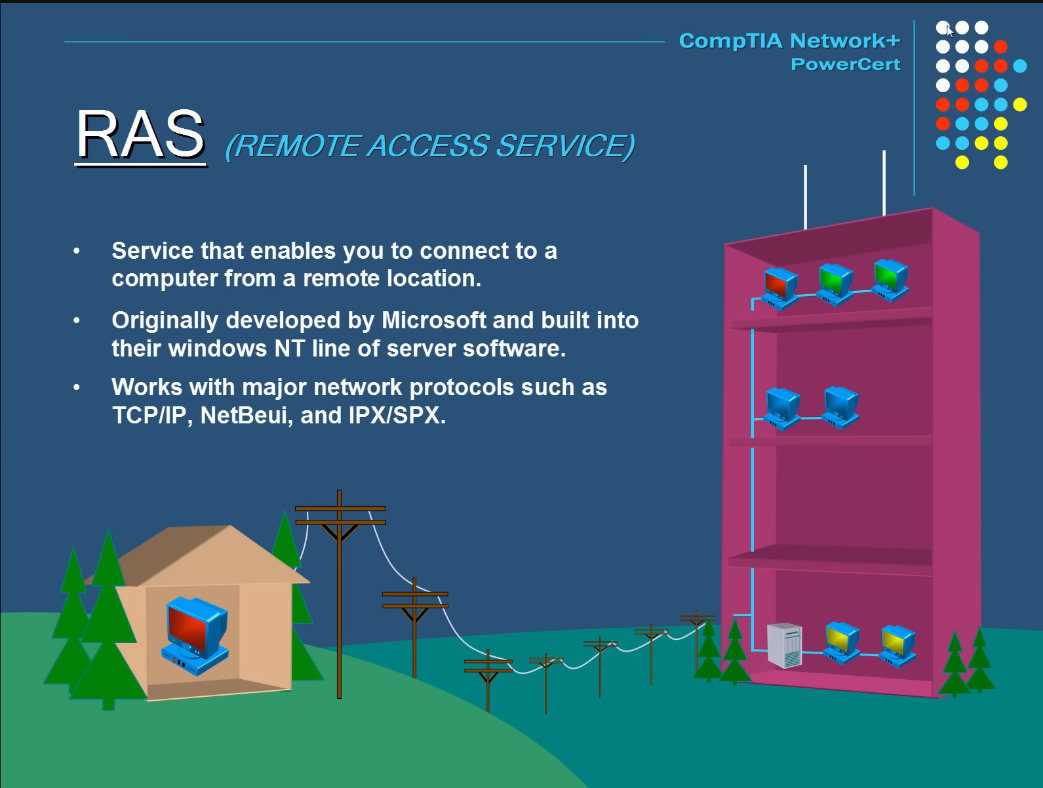 CompTIA Network+
PowerCert
RAS (REMOTE ACCESS SERVICE)
• Service that enables you to connect to a
computer from a remote location.
• Originally developed by Microsoft and built into
their windows NT line of server software.
• Works with major network protocols such as
TCP/IP, NetBeui, and IPX/SPX.